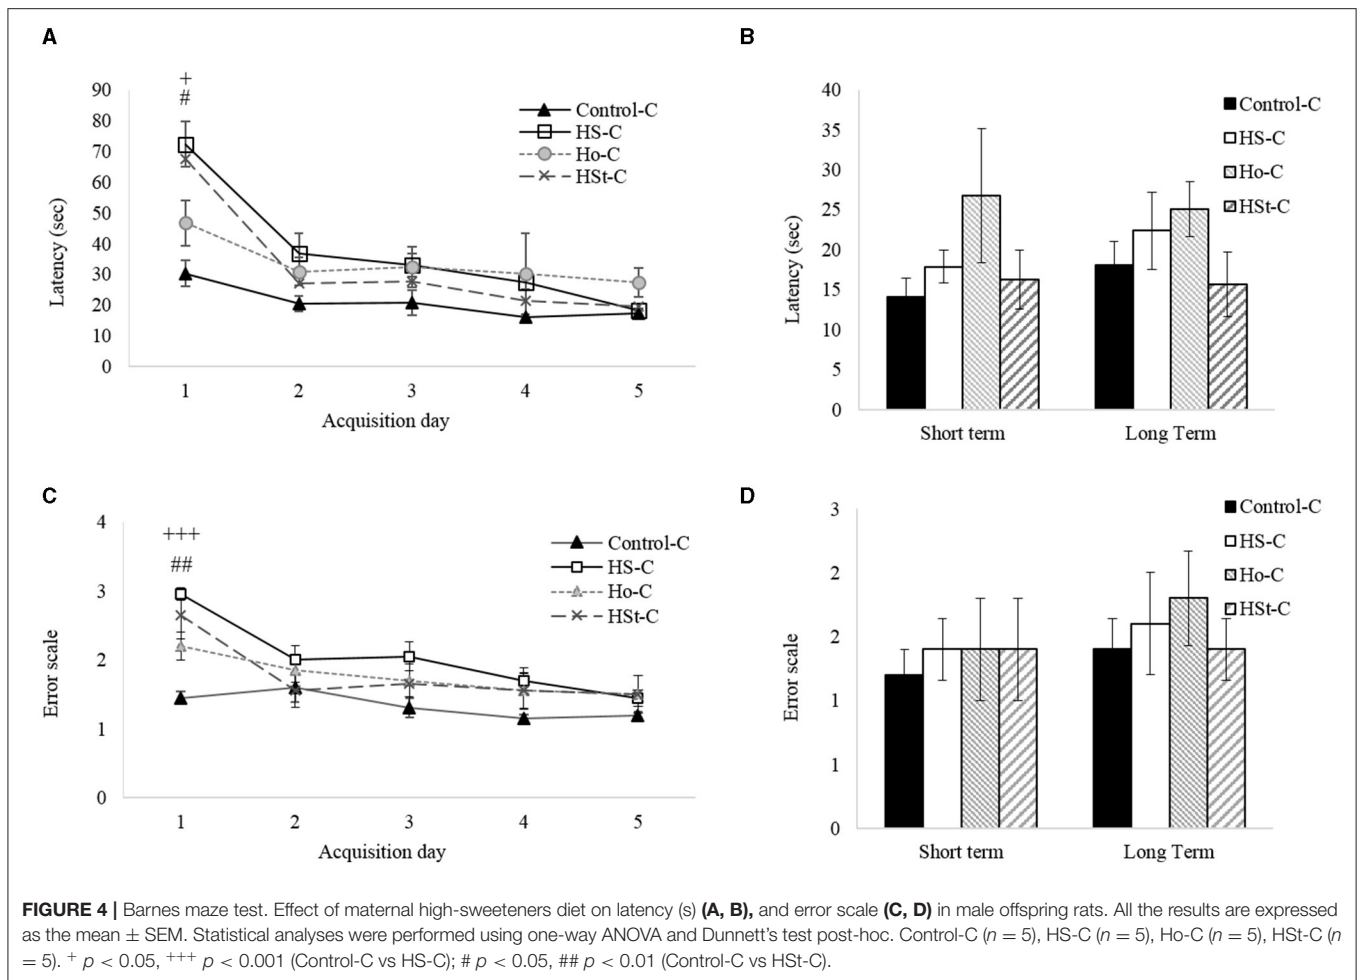 A
+
#
90
80
70
60
50
40
30
20
10
0
Latency (sec)
1 2 3 4 5
Acquisition day
Control-C
HS-C
Ho-C
HSt-C
B
40
35
30
25
20
15
10
5
0
Latency (sec)
Short term Long Term
Control-C
HS-C
Ho-C
HSt-C
C
+++
##
4
3
2
1
0
Error scale
1 2 3 4 5
Acquisition day
Control-C
HS-C
Ho-C
HSt-C
D
3
2
2
1
1
0
Error scale
Short term Long Term
Control-C
HS-C
Ho-C
HSt-C
FIGURE 4 | Barnes maze test. Effect of maternal high-sweeteners diet on latency (s) (A, B), and error scale (C, D) in male offspring rats. All the results are expressed
as the mean ± SEM. Statistical analyses were performed using one-way ANOVA and Dunnett's test post-hoc. Control-C (n = 5), HS-C (n = 5), Ho-C (n = 5), HSt-C (n
= 5). + p < 0.05, +++ p < 0.001 (Control-C vs HS-C); # p < 0.05, ## p < 0.01 (Control-C vs HSt-C).